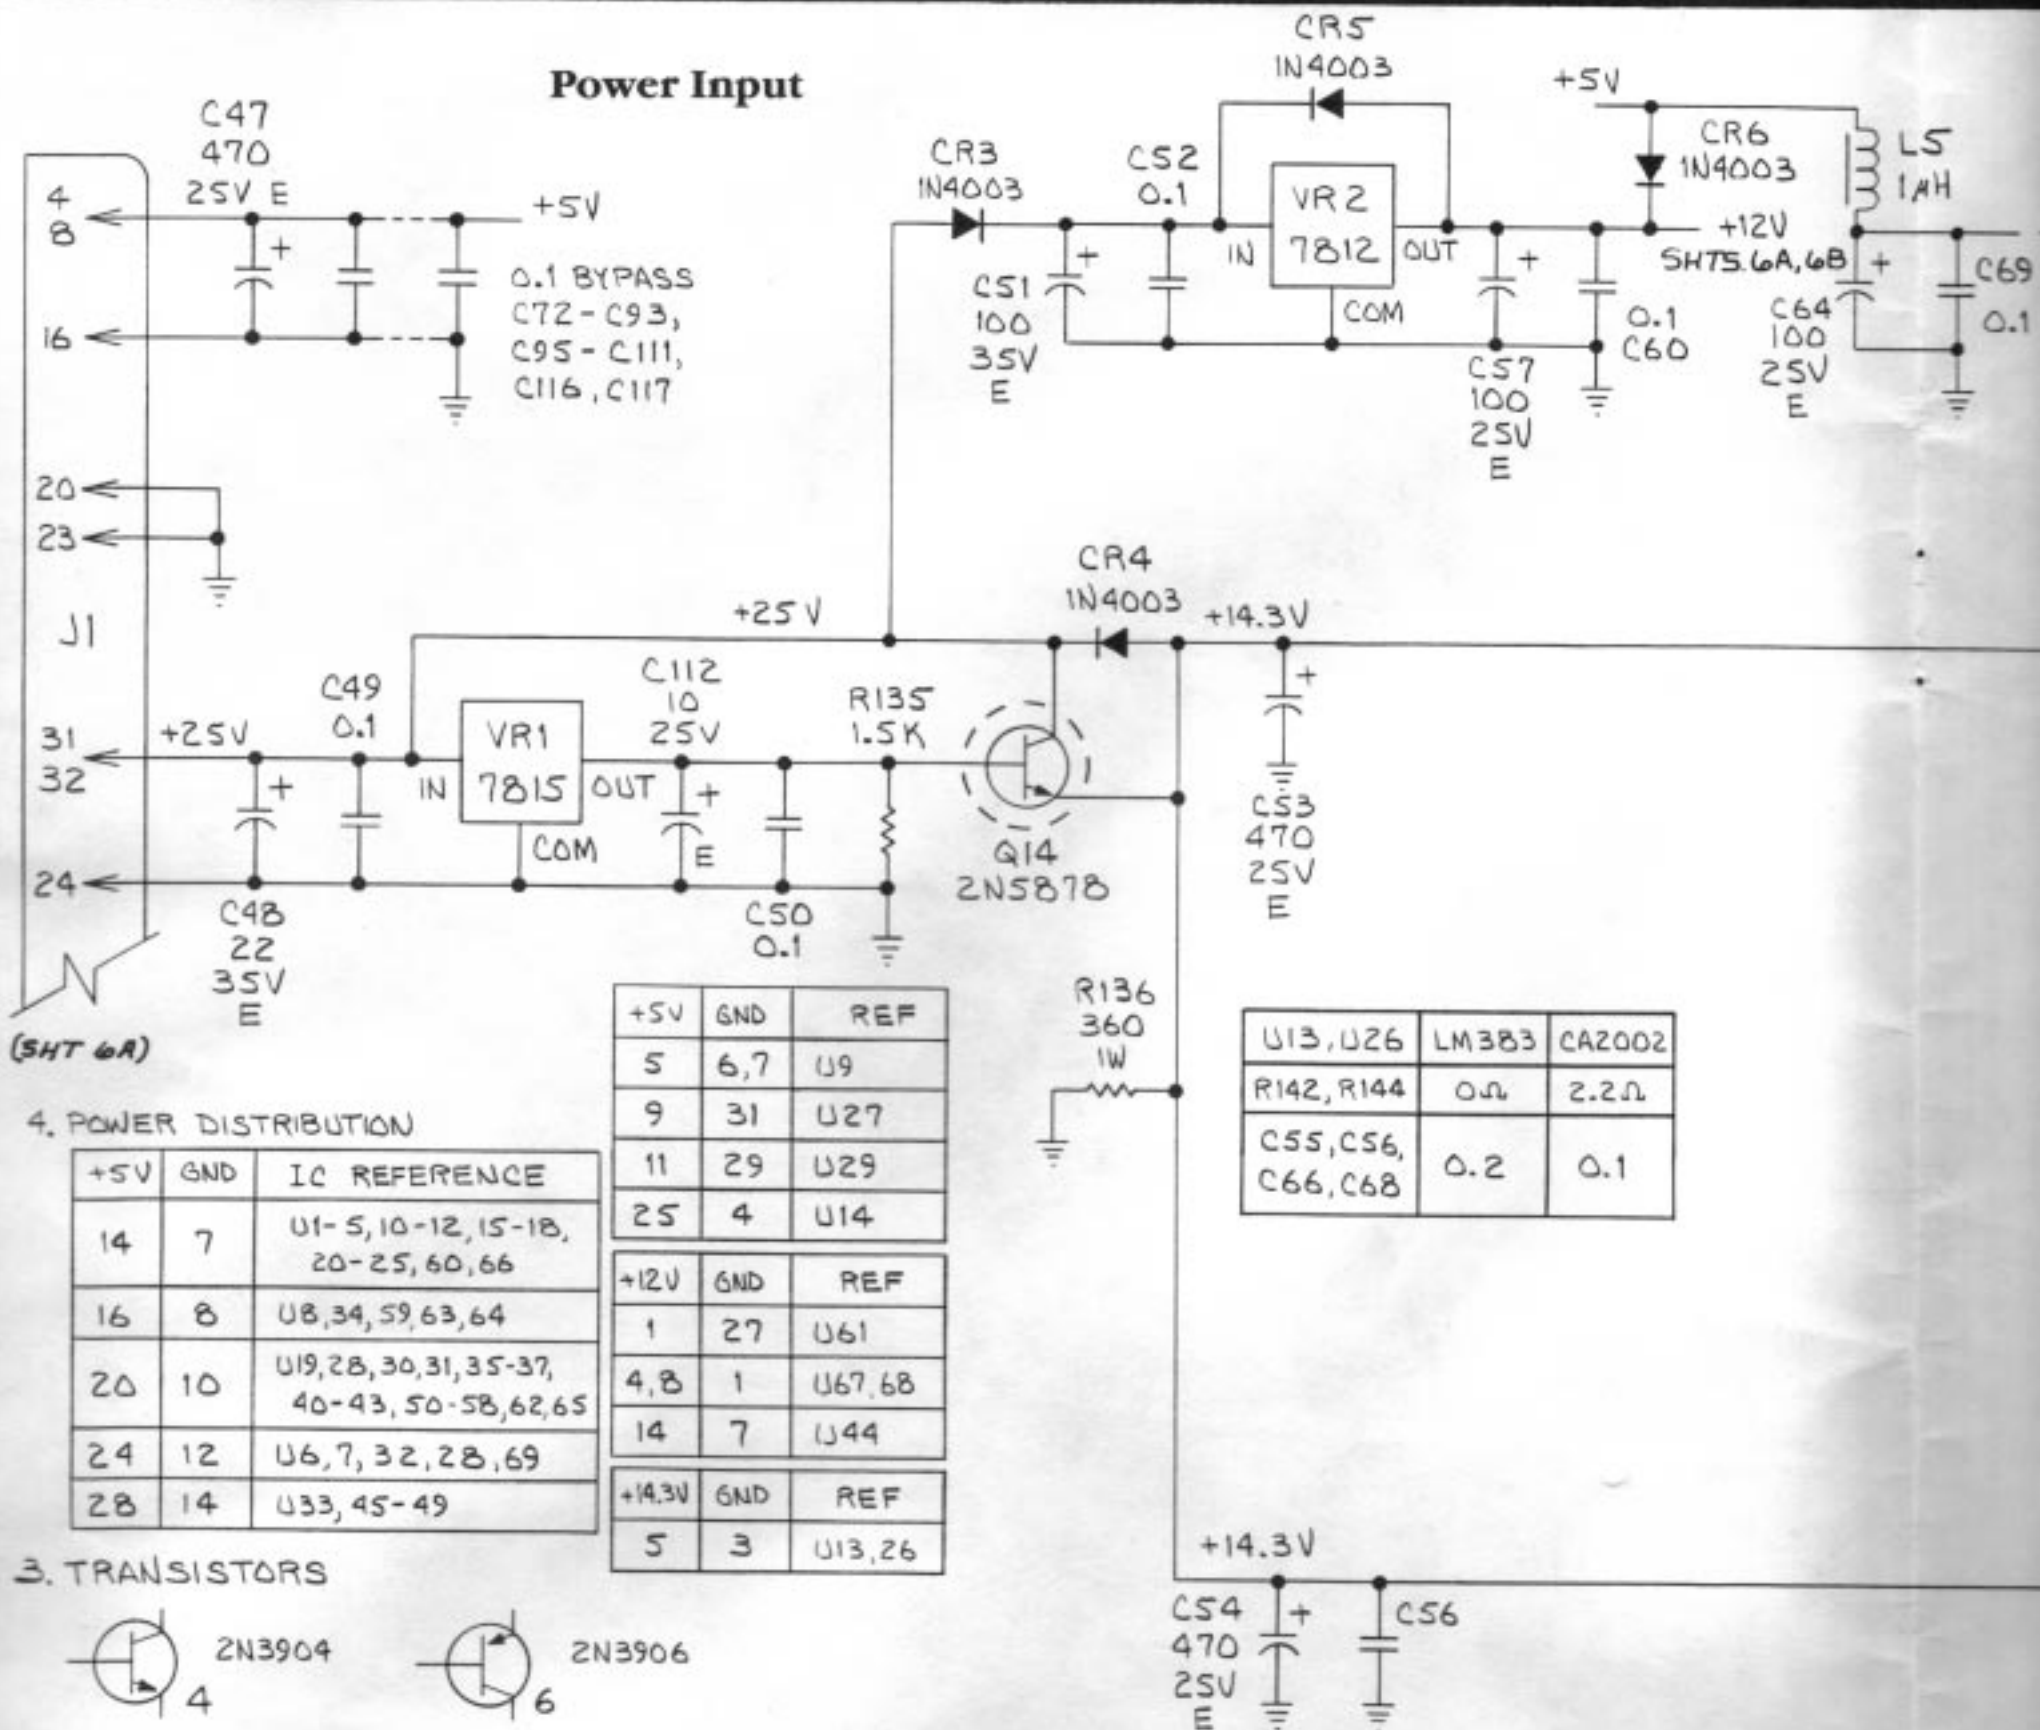 Power Input
C47
470
25V E
4
8
+5V
16
0.1 BYPASS
C72-C93,
C95-C111,
C116, C117
20
23
J1
31
32
24
(SHT 6A)
CR5
1N4003
CR3
1N4003
C52
0.1
VR2
7812
IN
OUT
COM
C51
100
35V
E
+
+
+
C57
100
25V
E
0.1
C60
+5V
CR6
1N4003
L5
1µH
+12V
SHTS. 6A, 6B
+
C64
100
25V
E
C69
0.1
+25V
CR4
1N4003
+14.3V
+25V
C49
0.1
VR1
7815
IN
OUT
COM
C112
10
25V
+
E
R135
1.5K
+
C48
22
35V
E
C50
0.1
Q14
2N5878
+
C53
470
25V
E
R136
360
1W
U13, U26 LM383 CA2002
R142, R144 0Ω 2.2Ω
C55, C56, C66, C68 0.2 0.1
4. POWER DISTRIBUTION
+5V GND IC REFERENCE
14 7 U1-5, 10-12, 15-18,
20-25, 60, 66
16 8 U8, 34, 59, 63, 64
20 10 U19, 28, 30, 31, 35-37,
40-43, 50-58, 62, 65
24 12 U6, 7, 32, 28, 69
28 14 U33, 45-49
+5V GND REF
5 6,7 U9
9 31 U27
11 29 U29
25 4 U14
+12V GND REF
1 27 U61
4,8 1 U67, 68
14 7 U44
+14.3V GND REF
5 3 U13, 26
3. TRANSISTORS
2N3904
4
2N3906
6
+14.3V
C54
470
25V
E
+
C56